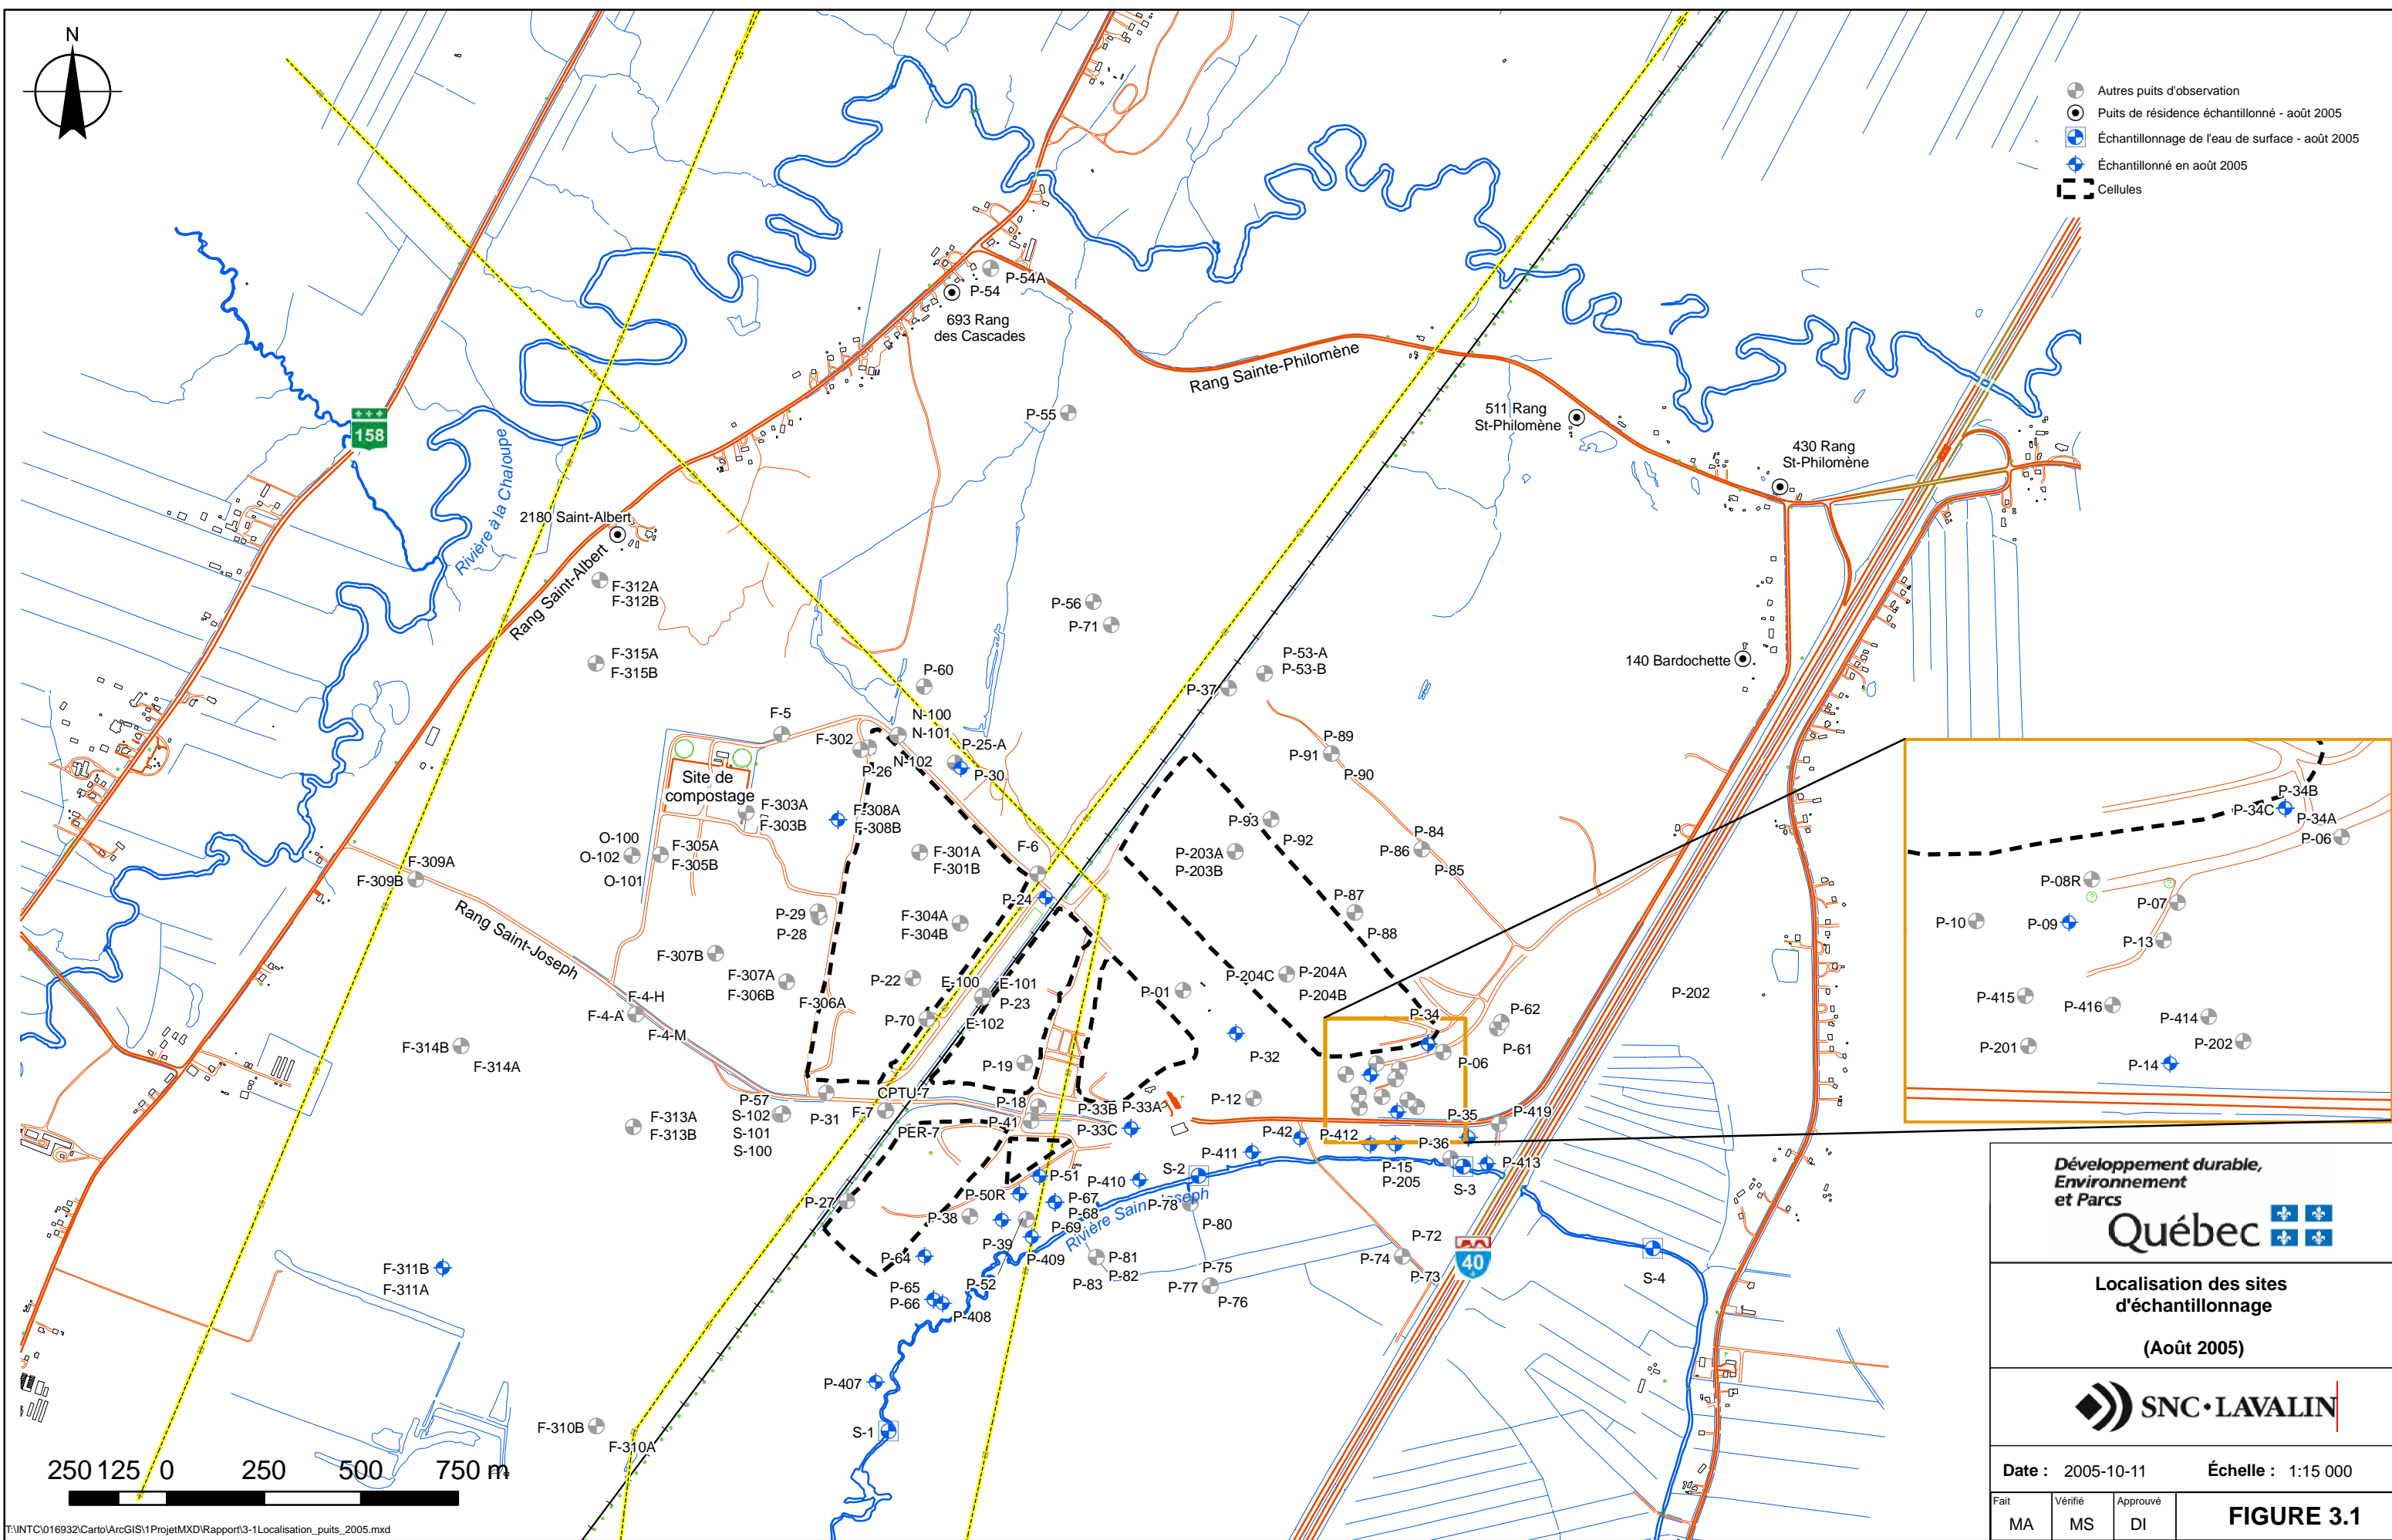 N
Autres puits d'observation
Puits de résidence échantillonné - août 2005
Échantillonnage de l'eau de surface - août 2005
Échantillonné en août 2005
Cellules
P-54A
P-54
693 Rang
des Cascades
Rang Sainte-Philomène
P-55
511 Rang
St-Philomène
430 Rang
St-Philomène
158
Rivière à la Chaloupe
2180 Saint-Albert
Rang Saint-Albert
F-312A
F-312B
P-56
P-71
F-315A
F-315B
P-60
P-53-A
P-53-B
P-37
140 Bardochette
F-5
N-100
N-101
F-302
P-25-A
N-102
P-26
P-30
P-89
P-91
P-90
Site de
compostage
F-303A
F-303B
F-308A
F-308B
P-93
P-92
P-84
P-86
P-85
O-100
O-102
O-101
F-305A
F-305B
F-301A
F-301B
F-6
P-203A
P-203B
F-309A
F-309B
P-24
P-87
P-88
Rang Saint-Joseph
P-29
P-28
F-304A
F-304B
F-307B
F-307A
F-306B
F-306A
P-22
E-100
E-101
P-23
E-102
P-70
P-01
P-204C
P-204A
P-204B
P-202
F-4-H
F-4-A
F-4-M
P-34
P-62
P-61
P-06
P-32
F-314B
F-314A
P-19
CPTU-7
P-57
S-102
S-101
S-100
P-31
F-7
P-18
P-41
P-33B
P-33A
P-33C
P-12
P-35
P-419
F-313A
F-313B
PER-7
P-42
P-412
P-36
P-411
P-413
P-15
P-205
S-2
S-3
P-51
P-410
P-50R
P-67
P-68
P-69
P-27
P-38
P-39
P-409
Rivière Saint-Joseph
P-78
P-80
P-64
P-65
P-66
P-52
P-408
P-81
P-82
P-83
P-75
P-77
P-76
P-72
P-74
P-73
40
S-4
F-311B
F-311A
P-407
S-1
F-310B
F-310A
P-34B
P-34C
P-34A
P-06
P-08R
P-07
P-10
P-09
P-13
P-415
P-416
P-414
P-201
P-202
P-14
250 125 0 250 500 750 m
T:\INTC\016932\Carto\ArcGIS\1ProjetMXD\Rapport\3-1Localisation_puits_2005.mxd
Développement durable,
Environnement
et Parcs
Québec
Localisation des sites
d'échantillonnage
(Août 2005)
SNC·LAVALIN
Date : 2005-10-11 Échelle : 1:15 000
Fait Vérifié Approuvé
MA MS DI
FIGURE 3.1